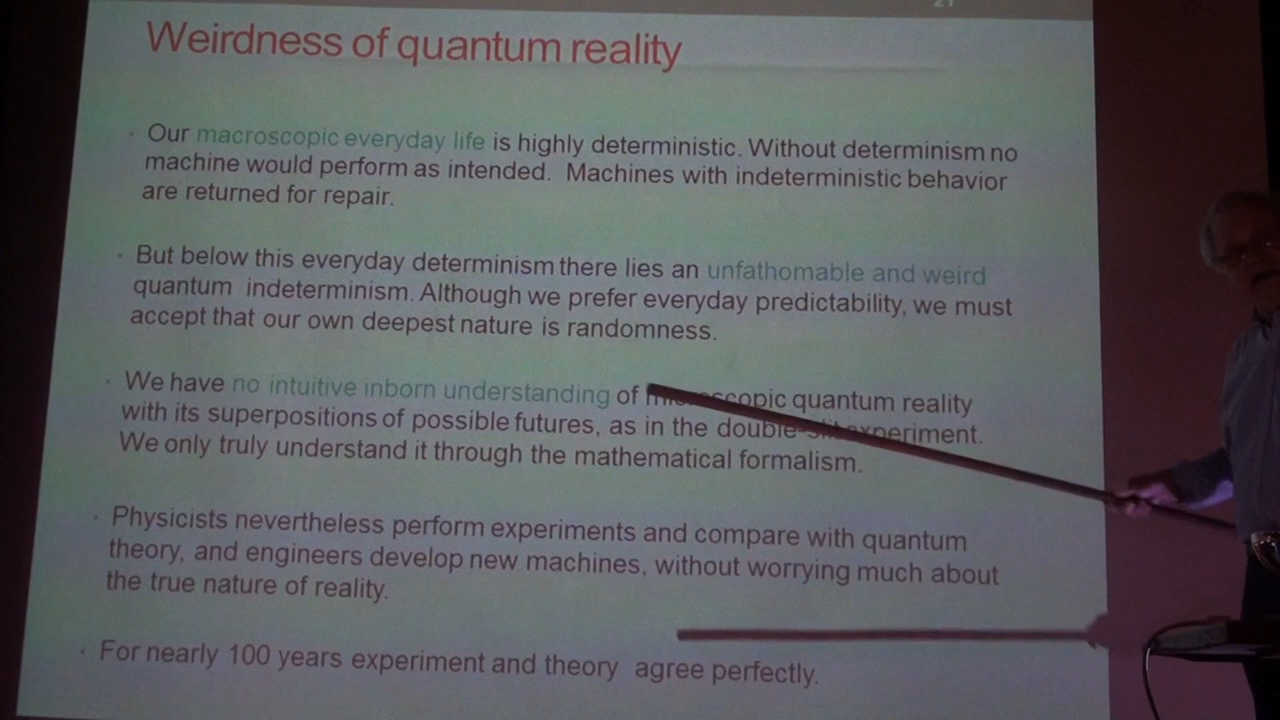 21
Weirdness of quantum reality
· Our macroscopic everyday life is highly deterministic. Without determinism no
machine would perform as intended. Machines with indeterministic behavior
are returned for repair.
· But below this everyday determinism there lies an unfathomable and weird
quantum indeterminism. Although we prefer everyday predictability, we must
accept that our own deepest nature is randomness.
· We have no intuitive inborn understanding of microscopic quantum reality
with its superpositions of possible futures, as in the double-slit experiment.
We only truly understand it through the mathematical formalism.
· Physicists nevertheless perform experiments and compare with quantum
theory, and engineers develop new machines, without worrying much about
the true nature of reality.
· For nearly 100 years experiment and theory agree perfectly.